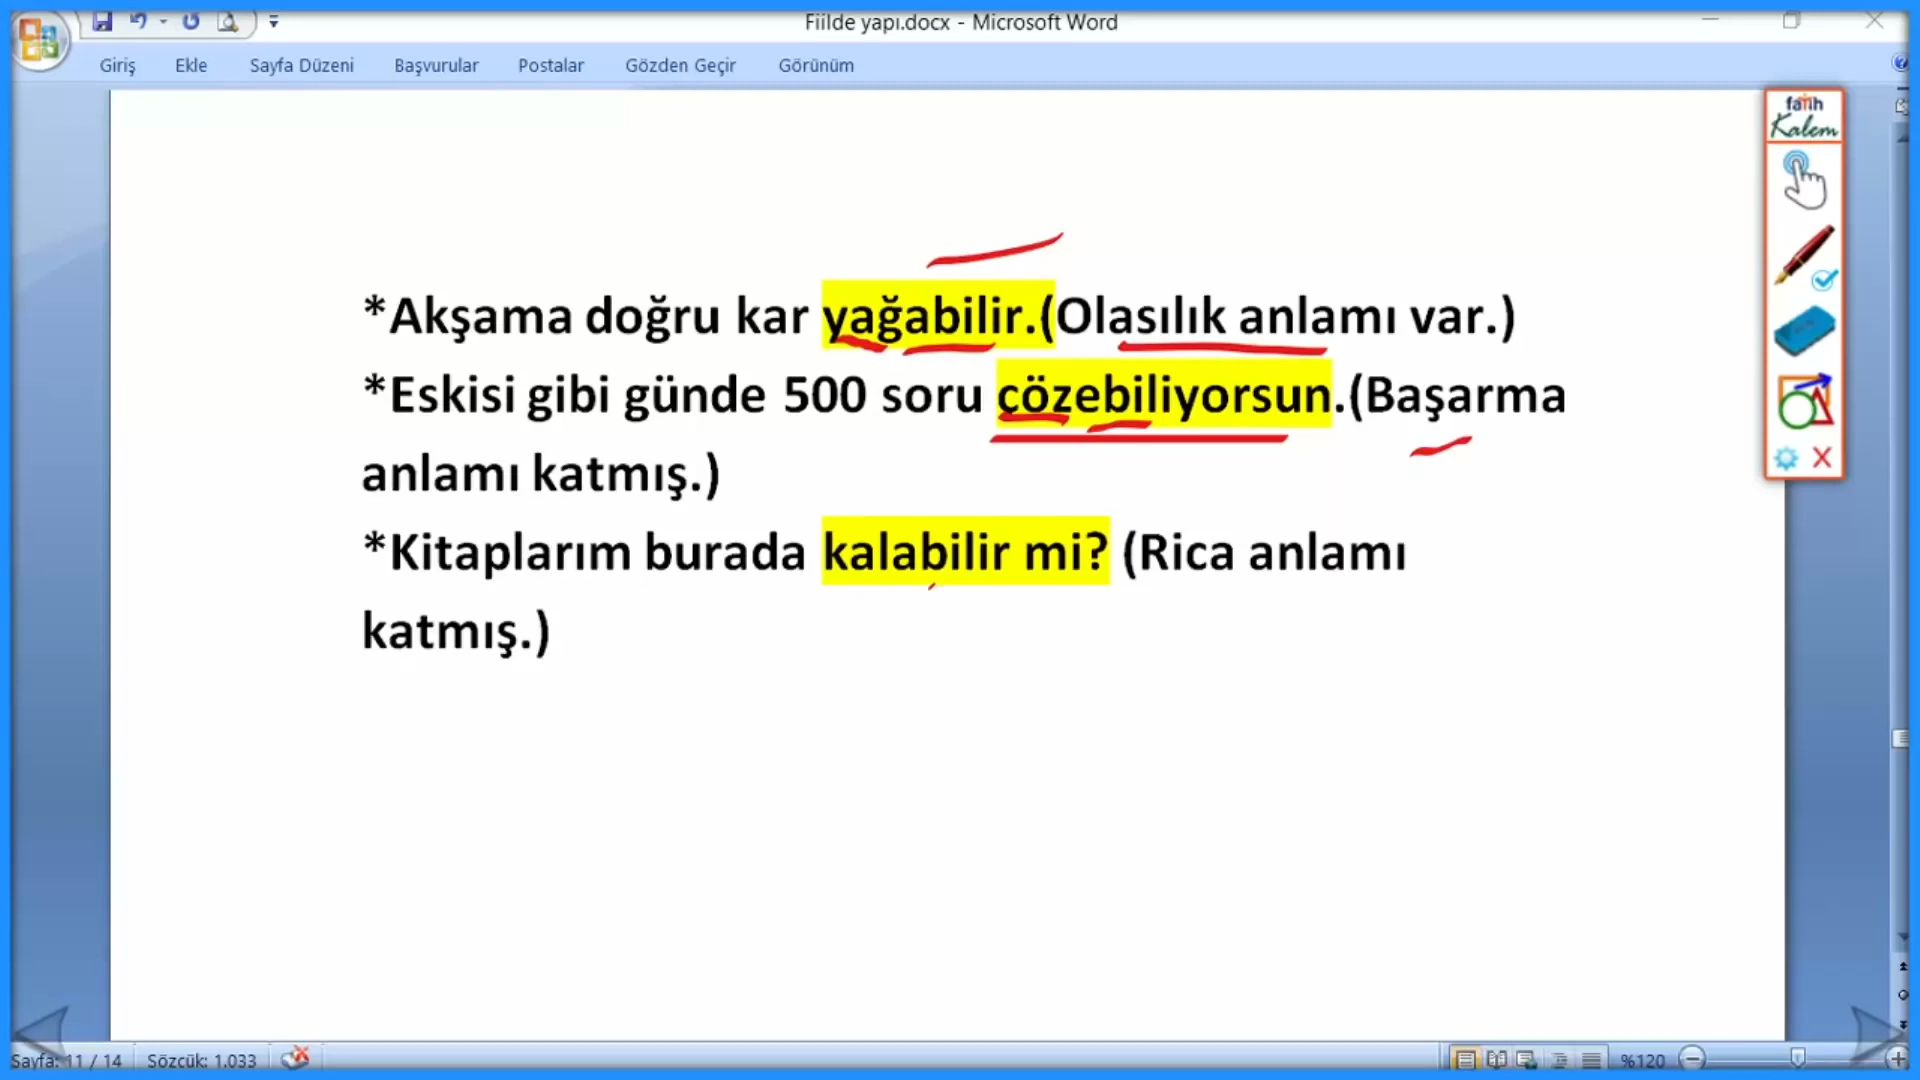 Fiilde yapı.docx - Microsoft Word
Giriş Ekle Sayfa Düzeni Başvurular Postalar Gözden Geçir Görünüm
fatih
Kalem
*Akşama doğru kar yağabilir.(Olasılık anlamı var.)
*Eskisi gibi günde 500 soru çözebiliyorsun.(Başarma
anlamı katmış.)
*Kitaplarım burada kalabilir mi? (Rica anlamı
katmış.)
Sayfa: 11 / 14 Sözcük: 1.033 %120